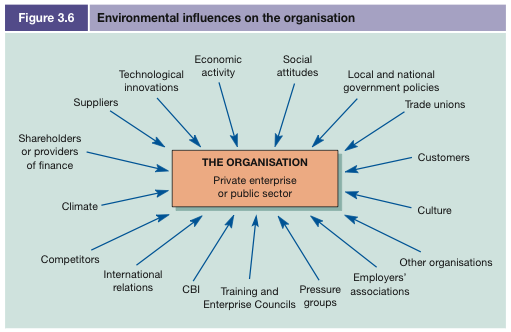 Figure 3.6
Environmental influences on the organisation
Economic
activity
Social
attitudes
Technological
innovations
Local and national
government policies
Suppliers
Trade unions
Shareholders
or providers
of finance
THE ORGANISATION
Private enterprise
or public sector
Customers
Climate
Culture
Competitors
Other organisations
International
relations
CBI
Training and
Enterprise Councils
Pressure
groups
Employers'
associations